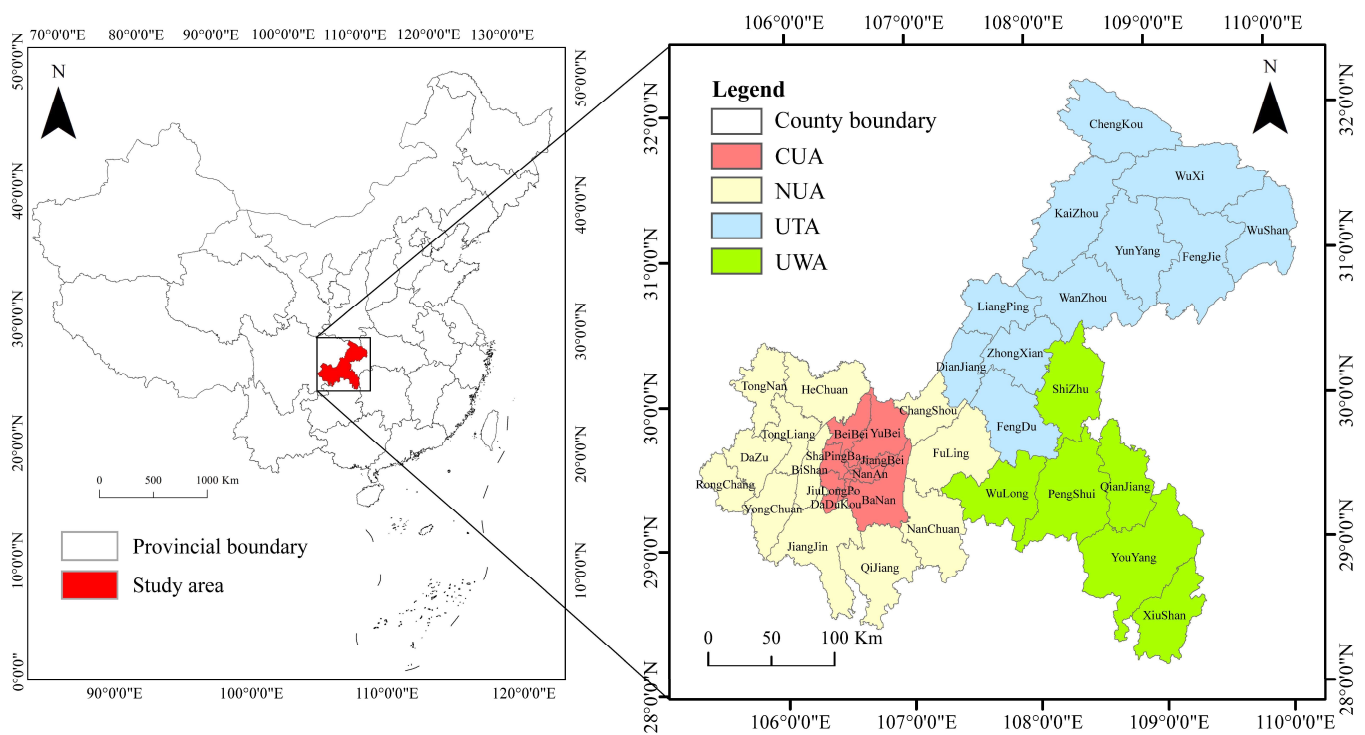 70°0'0"E 80°0'0"E 90°0'0"E 100°0'0"E 110°0'0"E 120°0'0"E 130°0'0"E
50°0'0"N
40°0'0"N
30°0'0"N
20°0'0"N
10°0'0"N
0°0'0"
N
0 500 1000 Km
Provincial boundary
Study area
50°0'0"N
40°0'0"N
30°0'0"N
20°0'0"N
10°0'0"N
90°0'0"E 100°0'0"E 110°0'0"E 120°0'0"E
106°0'0"E 107°0'0"E 108°0'0"E 109°0'0"E 110°0'0"E
32°0'0"N
31°0'0"N
30°0'0"N
29°0'0"N
28°0'0"N
Legend
County boundary
CUA
NUA
UTA
UWA
N
ChengKou
WuXi
KaiZhou
WuShan
YunYang
FengJie
WanZhou
LiangPing
ZhongXian
DianJiang
ShiZhu
TongNan
HeChuan
ChangShou
FengDu
TongLiang
BeiBei
YuBei
DaZu
ShaPingBa
JiangBei
FuLing
BiShan
NanAn
RongChang
JiuLongPo
WuLong
PengShui
QianJiang
DaDuKou
BaNan
YongChuan
NanChuan
JiangJin
QiJiang
YouYang
XiuShan
0 50 100 Km
32°0'0"N
31°0'0"N
30°0'0"N
29°0'0"N
28°0'0"N
106°0'0"E 107°0'0"E 108°0'0"E 109°0'0"E 110°0'0"E